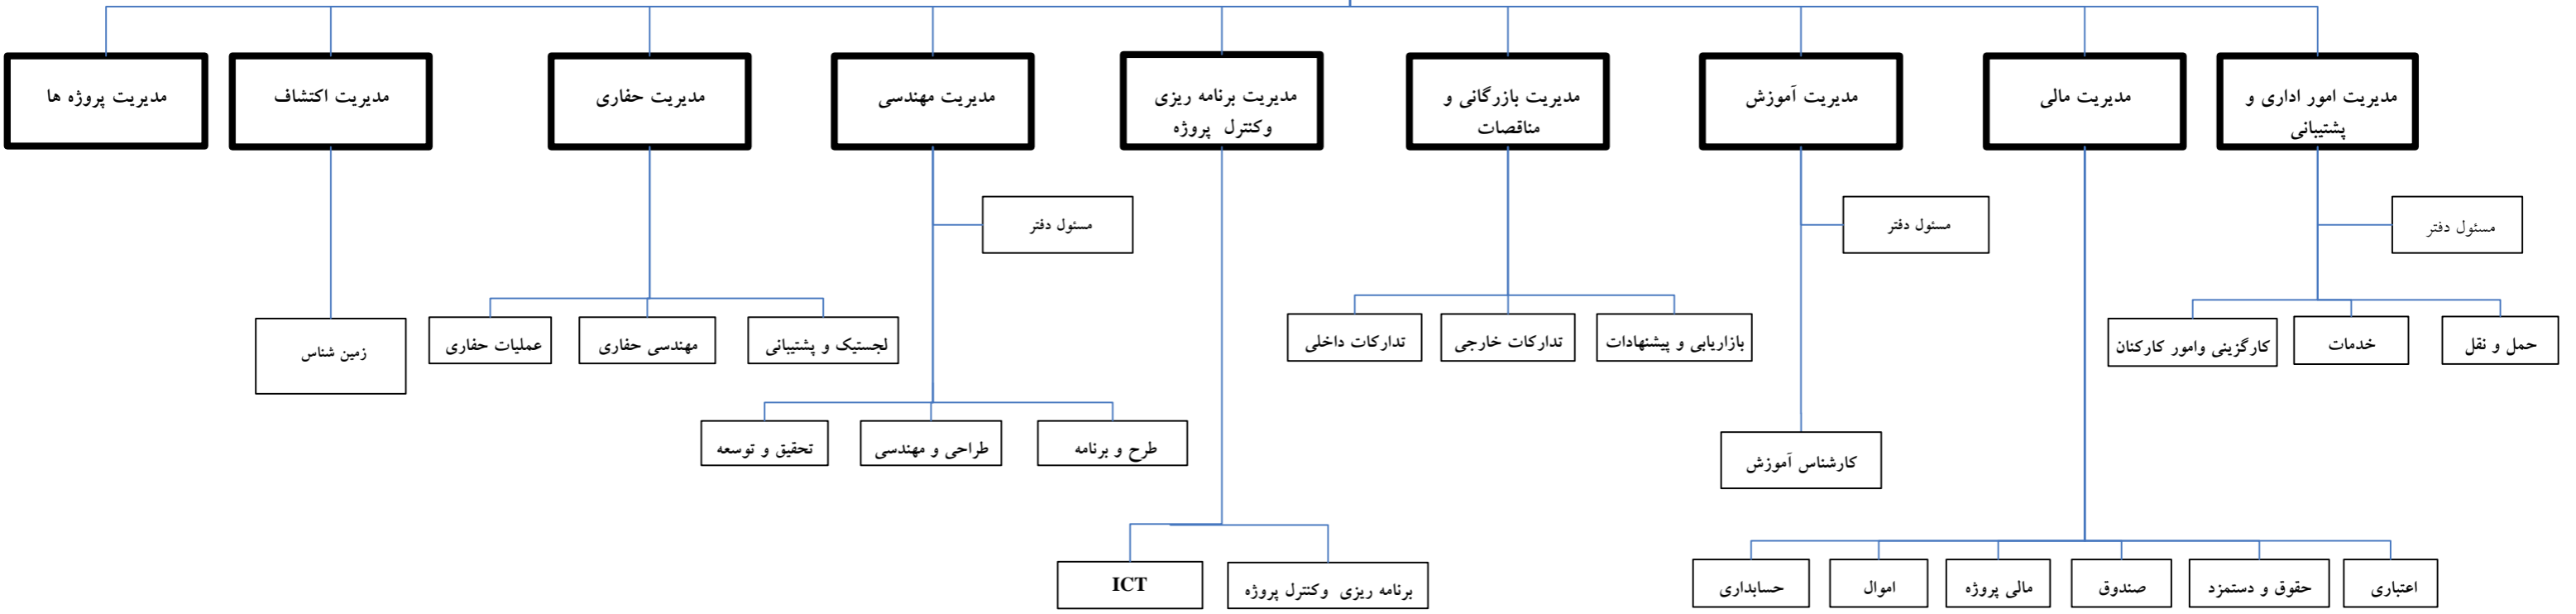 مدیریت امور اداری و
پشتیبانی
مدیریت مالی
مدیریت آموزش
مدیریت بازرگانی و
مناقصات
مدیریت برنامه ریزی
وکنترل پروژه
مدیریت مهندسی
مدیریت حفاری
مدیریت اکتشاف
مدیریت پروژه ها
مسئول دفتر
مسئول دفتر
مسئول دفتر
حمل و نقل
خدمات
کارگزینی وامور کارکنان
بازاریابی و پیشنهادات
تدارکات خارجی
تدارکات داخلی
لجستیک و پشتیبانی
مهندسی حفاری
عملیات حفاری
زمین شناس
طرح و برنامه
طراحی و مهندسی
تحقیق و توسعه
کارشناس آموزش
اعتباری
حقوق و دستمزد
صندوق
مالی پروژه
اموال
حسابداری
برنامه ریزی وکنترل پروژه
ICT